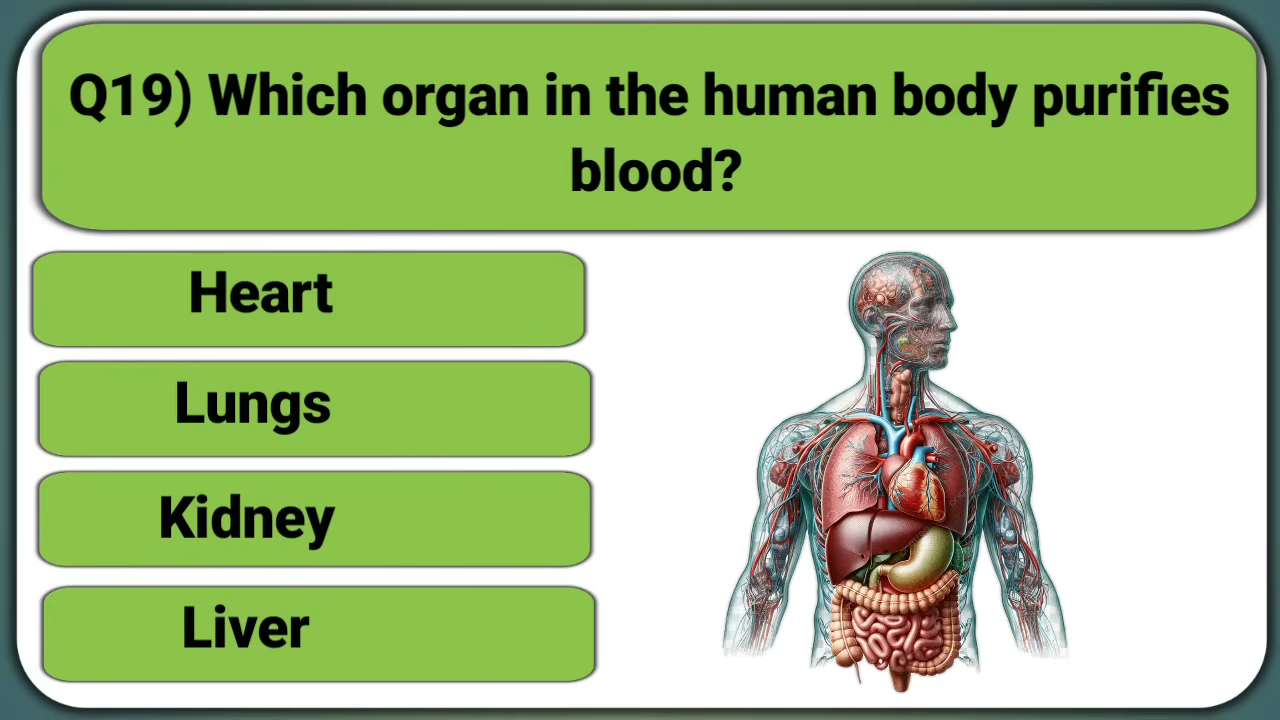 Q19) Which organ in the human body purifies
blood?
Heart
Lungs
Kidney
Liver